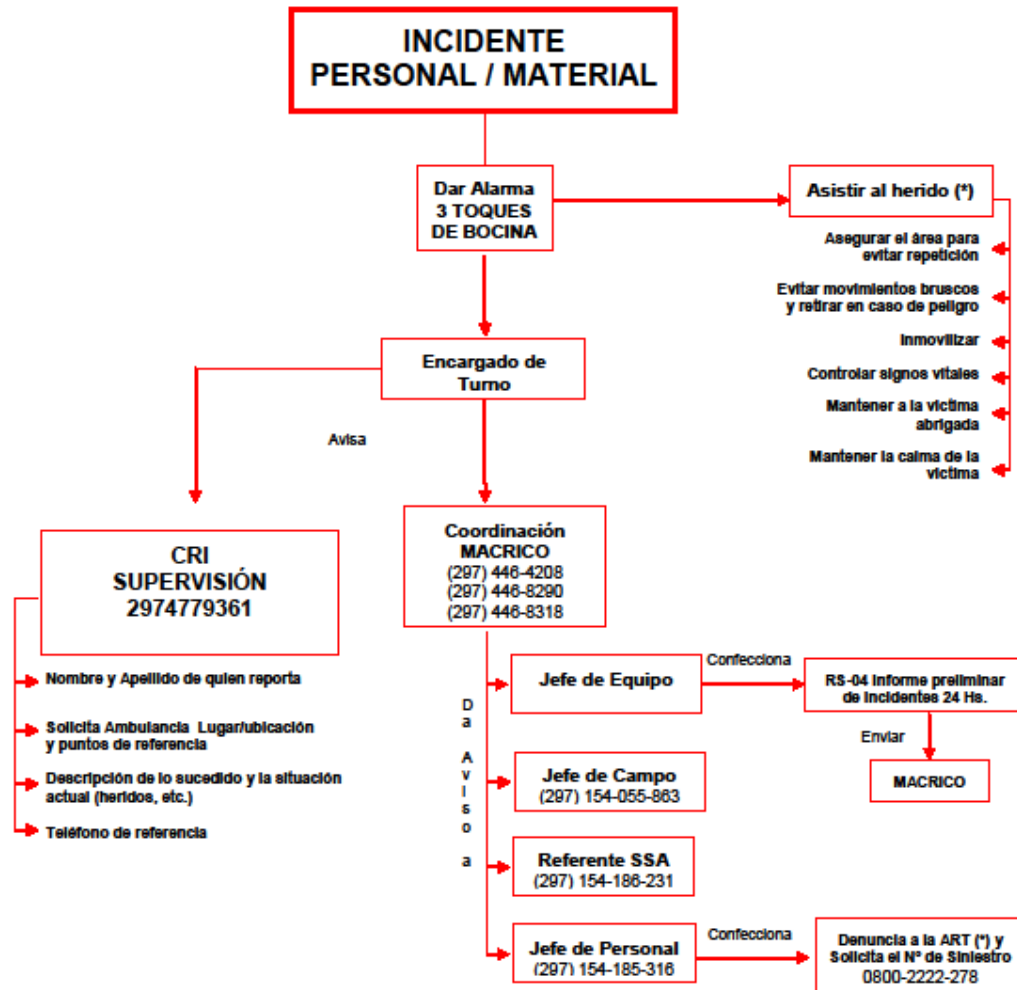 INCIDENTE
PERSONAL / MATERIAL
Dar Alarma
3 TOQUES
DE BOCINA
Asistir al herido (*)
Asegurar el área para
evitar repetición
Evitar movimientos bruscos
y retirar en caso de peligro
Inmovilizar
Controlar signos vitales
Mantener a la victima
abrigada
Mantener la calma de la
victima
Encargado de
Turno
Avisa
CRI
SUPERVISIÓN
2974779361
Nombre y Apellido de quien reporta
Solicita Ambulancia Lugar/ubicación
y puntos de referencia
Descripción de lo sucedido y la situación
actual (heridos, etc.)
Teléfono de referencia
Coordinación
MACRICO
(297) 446-4208
(297) 446-8290
(297) 446-8318
Da Aviso a
Jefe de Equipo
Confecciona
RS-04 Informe preliminar
de Incidentes 24 Hs.
Enviar
MACRICO
Jefe de Campo
(297) 154-055-863
Referente SSA
(297) 154-186-231
Jefe de Personal
(297) 154-185-316
Confecciona
Denuncia a la ART (*) y
Solicita el Nº de Siniestro
0800-2222-278